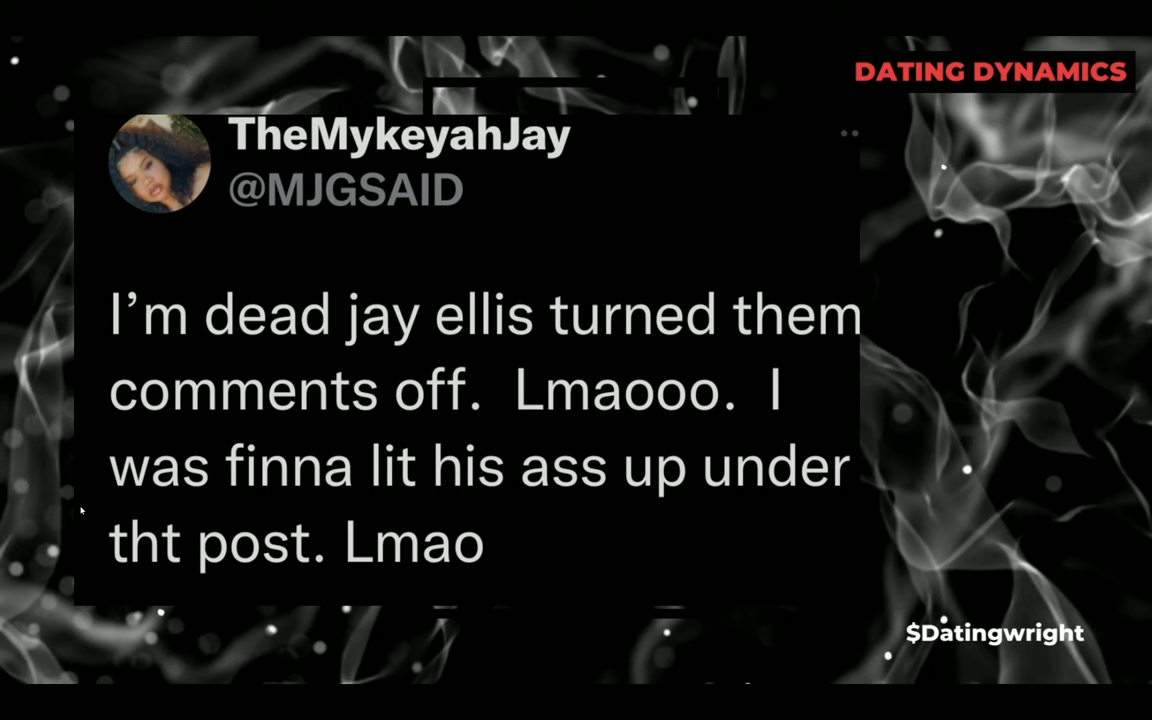 DATING DYNAMICS
TheMykeyahJay
@MJGSAID
I’m dead jay ellis turned them
comments off.  Lmaooo.  I
was finna lit his ass up under
tht post. Lmao
$Datingwright